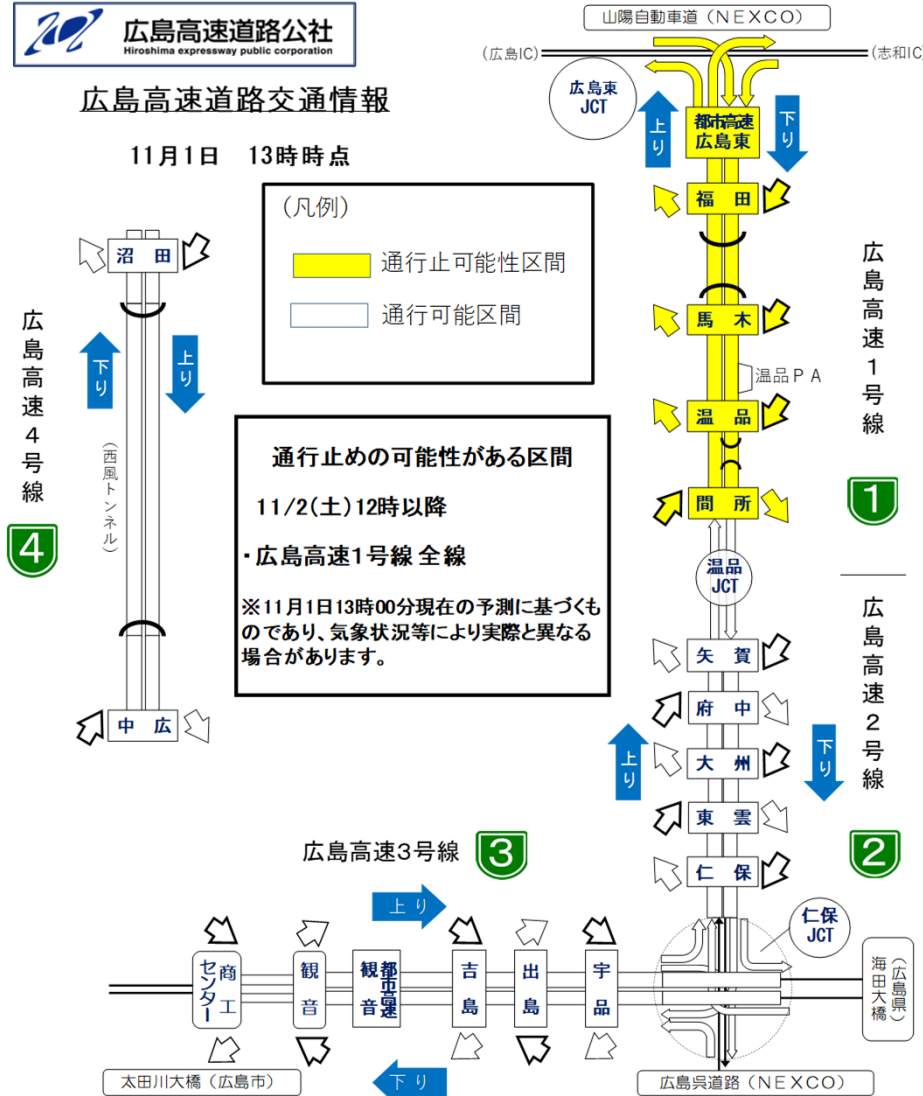 広島高速道路公社
Hiroshima expressway public corporation
広島高速道路交通情報
11月1日 13時時点
山陽自動車道（NEXCO）
(広島IC)
(志和IC)
広島東
JCT
上り
都市高速
広島東
下り
福田
(凡例)
通行止可能性区間
通行可能区間
沼田
広島高速4号線
4
下り
上り
(西風トンネル)
中広
馬木
温品PA
温品
間所
広島高速1号線
1
通行止めの可能性がある区間
11/2(土)12時以降
・広島高速1号線 全線
※11月1日13時00分現在の予測に基づくも
のであり、気象状況等により実際と異なる
場合があります。
温品
JCT
矢賀
府中
大州
東雲
仁保
上り
下り
広島高速2号線
2
広島高速3号線
3
上り
商工
センター
観音
都市高速
観音
吉島
出島
宇品
仁保
JCT
(広島県)
海田大橋
太田川大橋（広島市）
下り
広島呉道路（NEXCO）